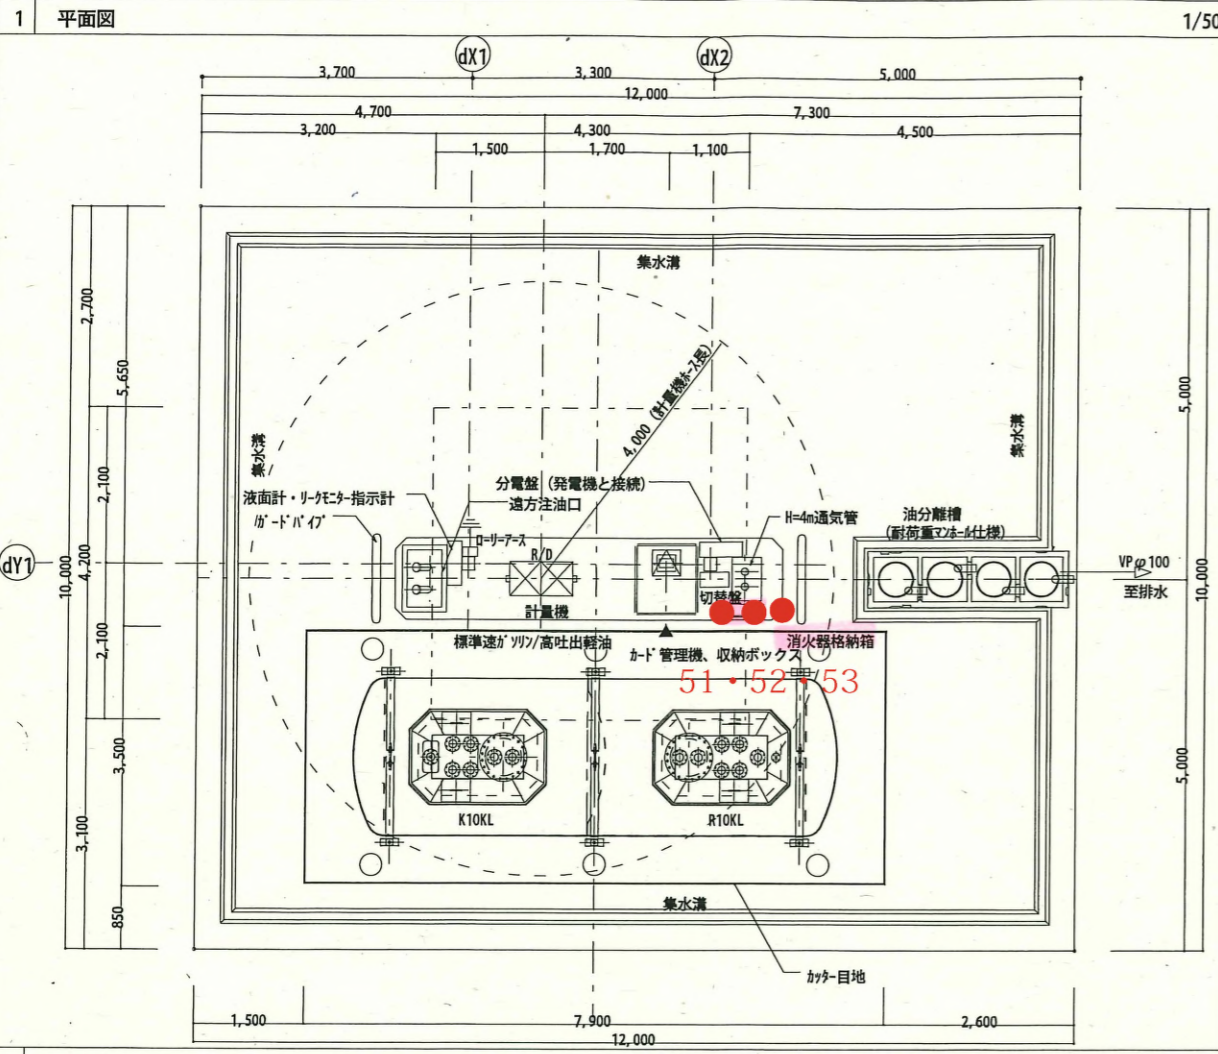 1 平面図 1/50
dX1 dX2
3,700 3,300 5,000
12,000
4,700 7,300
3,200 4,300 4,500
1,500 1,700 1,100
集水溝
2,700
5,650
5,000
4,000 (計量機ホース長)
集水溝
集水溝
2,100
分電盤（発電機と接続）
液面計・リークモニター指示計
遠方注油口
ガードパイプ
H=4m通気管
油分離槽
(耐荷重マンホール仕様)
ローリーアース
R/D
dY1
VPφ100
至排水
10,000
4,200
10,000
切替盤
計量機
2,100
標準速ガソリン/高吐出軽油
消火器格納箱
カード管理機、収納ボックス
51・52・53
3,500
5,000
K10KL R10KL
3,100
850
集水溝
カッター目地
1,500 7,900 2,600
12,000